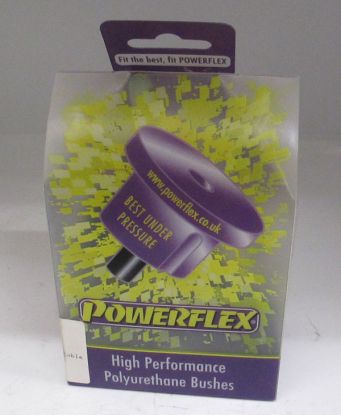 Fit the best, fit POWERFLEX
www.powerflex.co.uk
BEST UNDER
PRESSURE
POWERFLEX
High Performance
Polyurethane Bushes